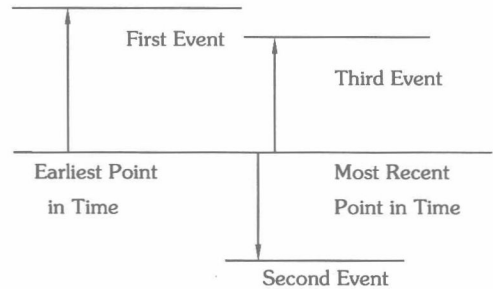 First Event
Third Event
Earliest Point
in Time
Most Recent
Point in Time
Second Event